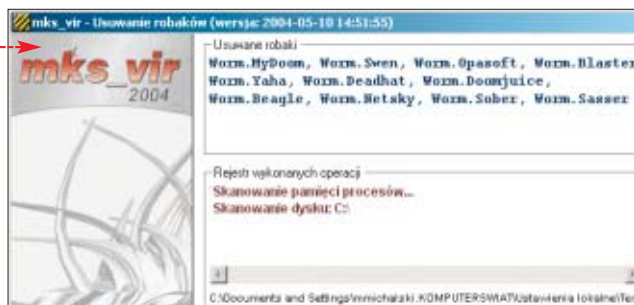 mks_vir - Usuwanie robaków (wersja: 2004-05-10 14:51:55)
mks_vir
2004
Usuwane robaki
Worm.MyDoom, Worm.Swen, Worm.Opasoft, Worm.Blaster
Worm.Yaha, Worm.Deadhat, Worm.Doomjuice,
Worm.Beagle, Worm.Netsky, Worm.Sober, Worm.Sasser
Rejestr wykonanych operacji
Skanowanie pamięci procesów...
Skanowanie dysku: C:\
C:\Documents and Settings\mmichalski.KOMPUTERSWIAT\Ustawienia lokalne\T